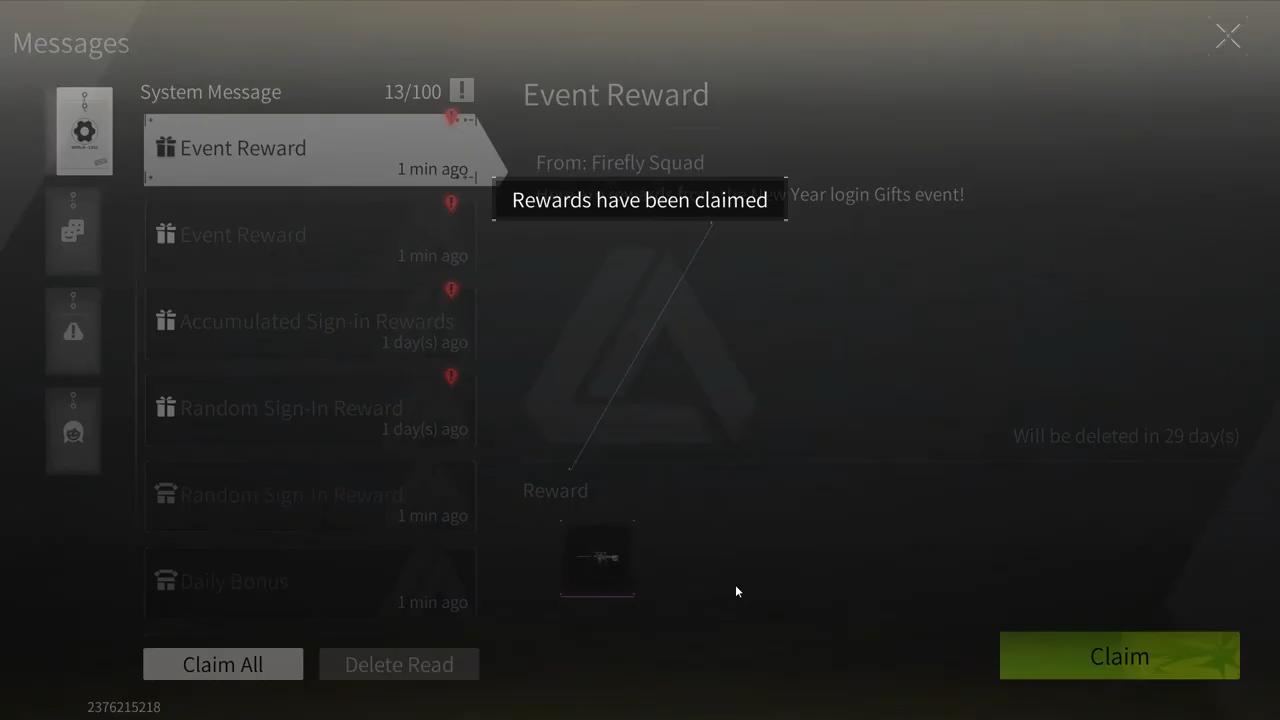 Messages
System Message 13/100
Event Reward
1 min ago
Event Reward
1 min ago
Accumulated Sign-in Rewards
1 day(s) ago
Random Sign-In Reward
1 day(s) ago
Random Sign-In Reward
1 min ago
Daily Bonus
1 min ago
Claim All
Delete Read
2376215218
Event Reward
From: Firefly Squad
Year login Gifts event!
Rewards have been claimed
Will be deleted in 29 day(s)
Reward
Claim